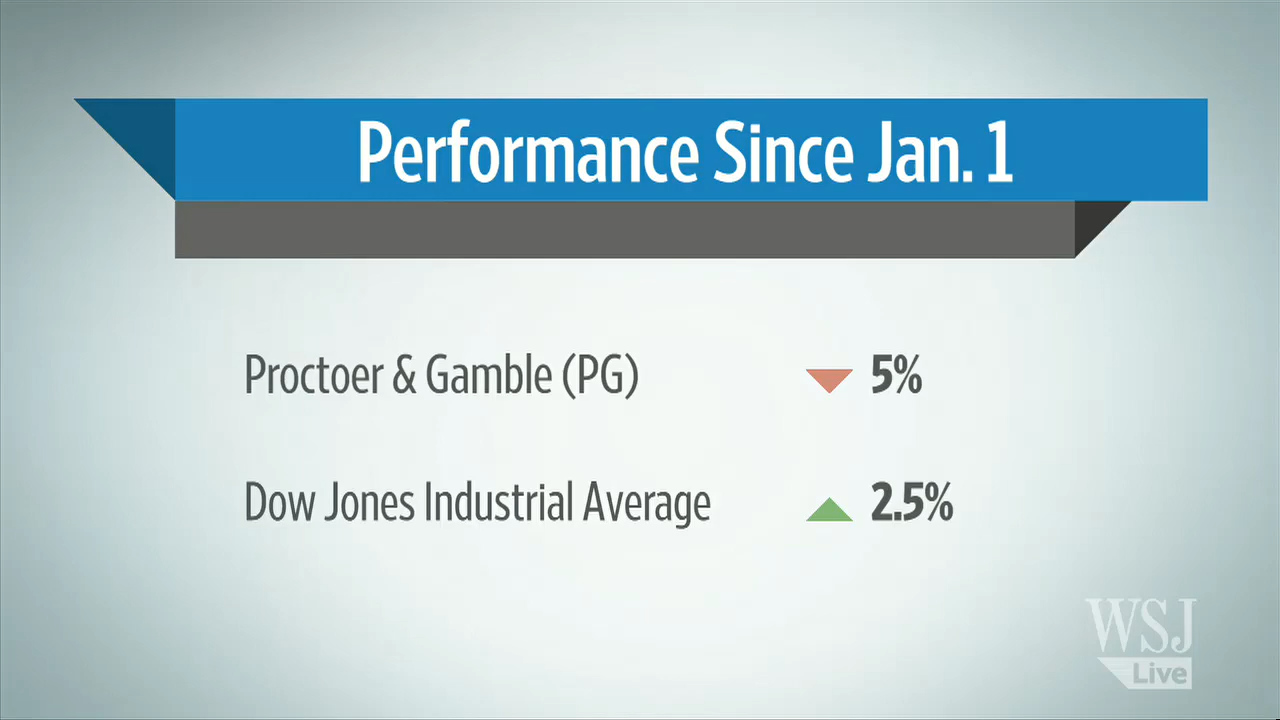 Performance Since Jan. 1
Proctoer & Gamble (PG) 5%
Dow Jones Industrial Average 2.5%
WSJ
Live